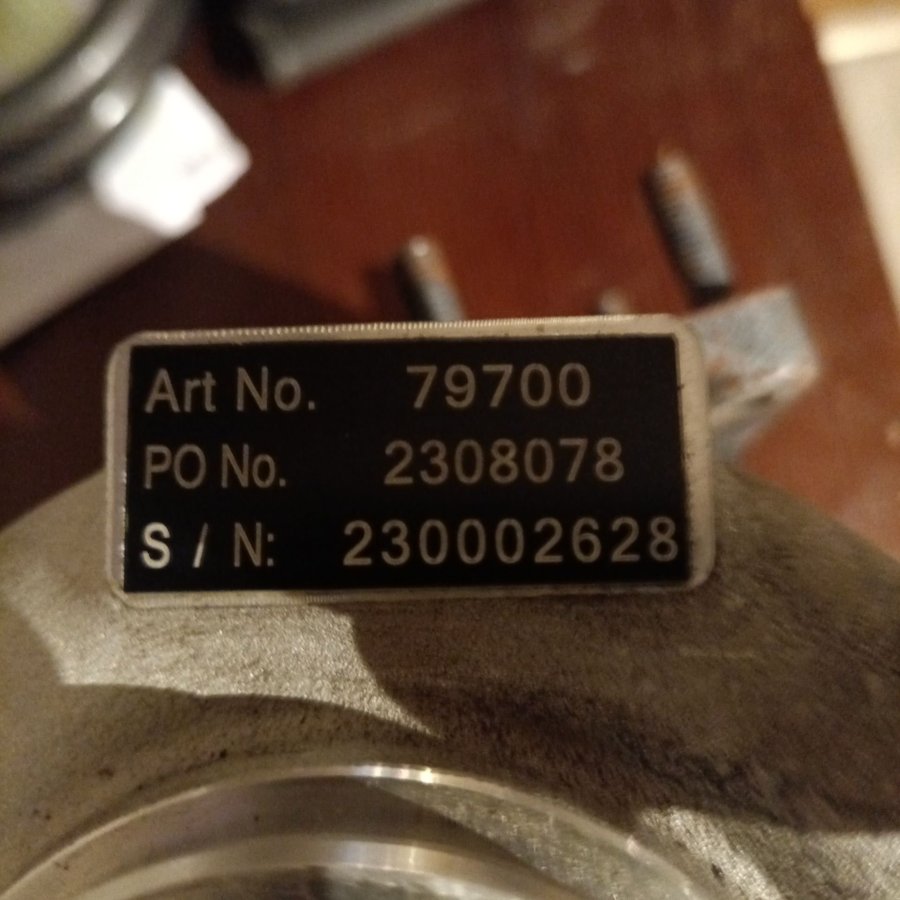 Art No. 79700
PO No. 2308078
S / N: 230002628